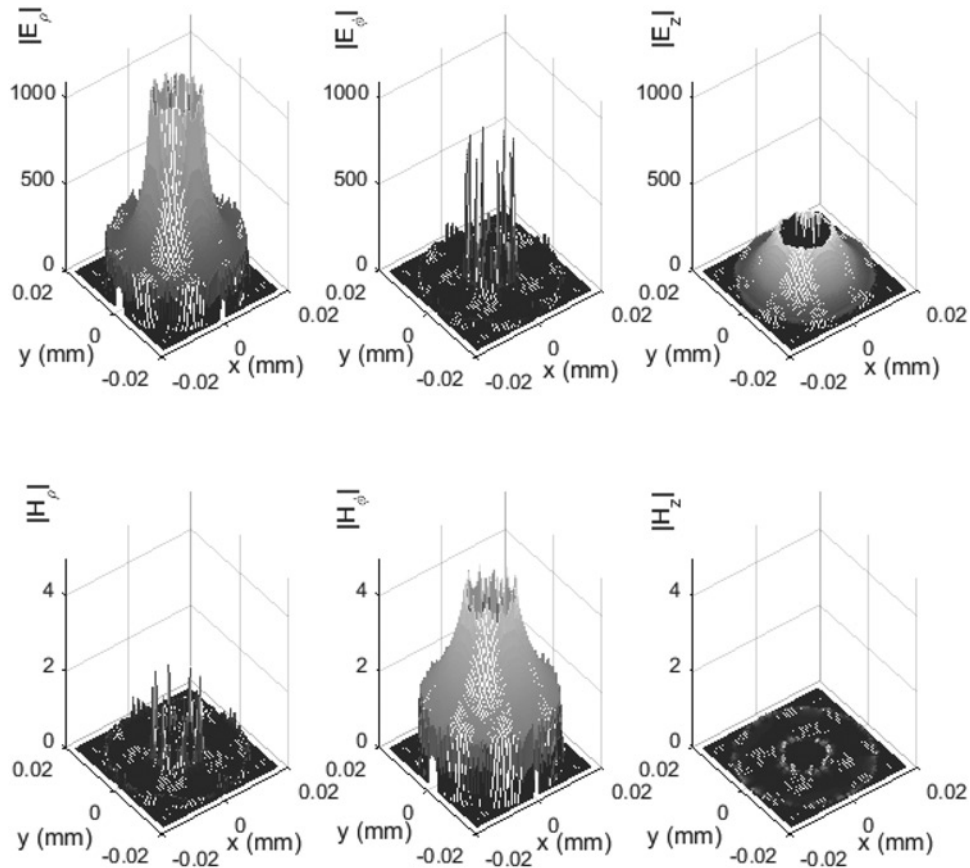 |E_ρ| |E_φ| |E_z|
1000 1000 1000
500 500 500
0 0 0
0.02 0.02 0.02 0.02 0.02 0.02
0 0 0 0 0 0
y (mm) x (mm) y (mm) x (mm) y (mm) x (mm)
-0.02 -0.02 -0.02 -0.02 -0.02 -0.02
|H_ρ| |H_φ| |H_z|
4 4 4
2 2 2
0 0 0
0.02 0.02 0.02 0.02 0.02 0.02
0 0 0 0 0 0
y (mm) x (mm) y (mm) x (mm) y (mm) x (mm)
-0.02 -0.02 -0.02 -0.02 -0.02 -0.02